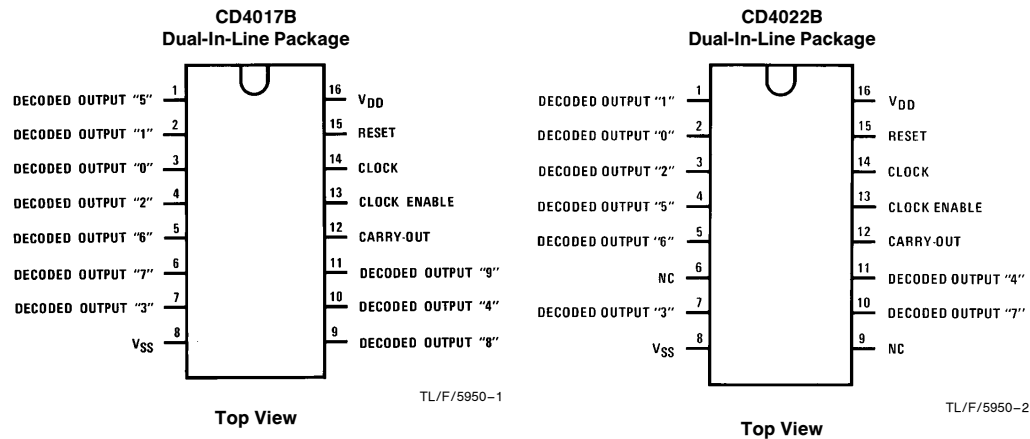 CD4017B
Dual-In-Line Package
DECODED OUTPUT "5" 1
DECODED OUTPUT "1" 2
DECODED OUTPUT "0" 3
DECODED OUTPUT "2" 4
DECODED OUTPUT "6" 5
DECODED OUTPUT "7" 6
DECODED OUTPUT "3" 7
VSS 8
16 VDD
15 RESET
14 CLOCK
13 CLOCK ENABLE
12 CARRY-OUT
11 DECODED OUTPUT "9"
10 DECODED OUTPUT "4"
9 DECODED OUTPUT "8"
TL/F/5950–1
Top View
CD4022B
Dual-In-Line Package
DECODED OUTPUT "1" 1
DECODED OUTPUT "0" 2
DECODED OUTPUT "2" 3
DECODED OUTPUT "5" 4
DECODED OUTPUT "6" 5
NC 6
DECODED OUTPUT "3" 7
VSS 8
16 VDD
15 RESET
14 CLOCK
13 CLOCK ENABLE
12 CARRY-OUT
11 DECODED OUTPUT "4"
10 DECODED OUTPUT "7"
9 NC
TL/F/5950–2
Top View